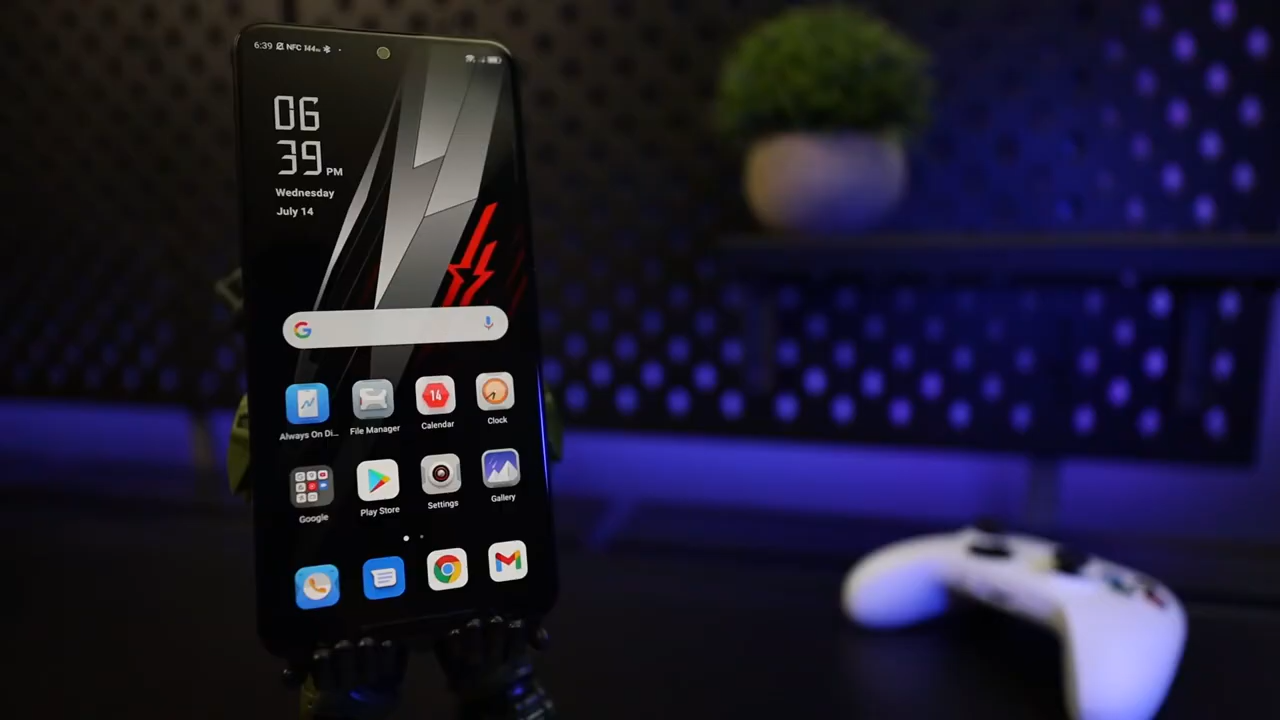 6:39 NFC 144
06
39 PM
Wednesday
July 14
G
14
Always On Di...
File Manager
Calendar
Clock
Google
Play Store
Settings
Gallery